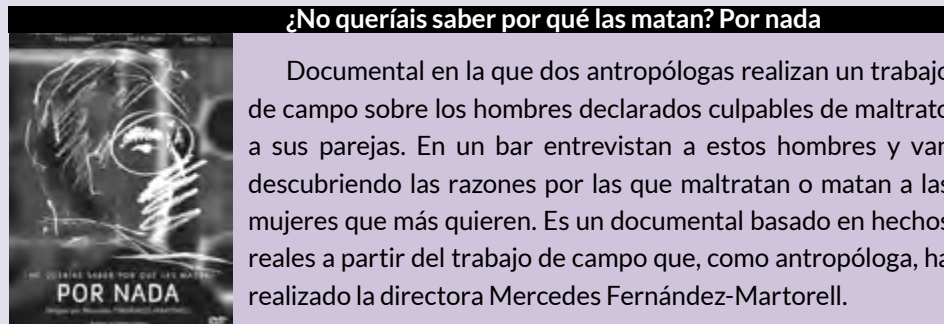 ¿No queríais saber por qué las matan? Por nada
Documental en la que dos antropólogas realizan un trabajo
de campo sobre los hombres declarados culpables de maltrato
a sus parejas. En un bar entrevistan a estos hombres y van
descubriendo las razones por las que maltratan o matan a las
mujeres que más quieren. Es un documental basado en hechos
reales a partir del trabajo de campo que, como antropóloga, ha
realizado la directora Mercedes Fernández-Martorell.
POR NADA